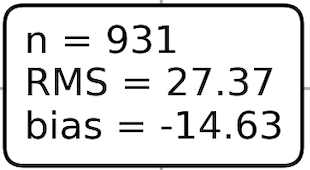 n = 931
RMS = 27.37
bias = -14.63